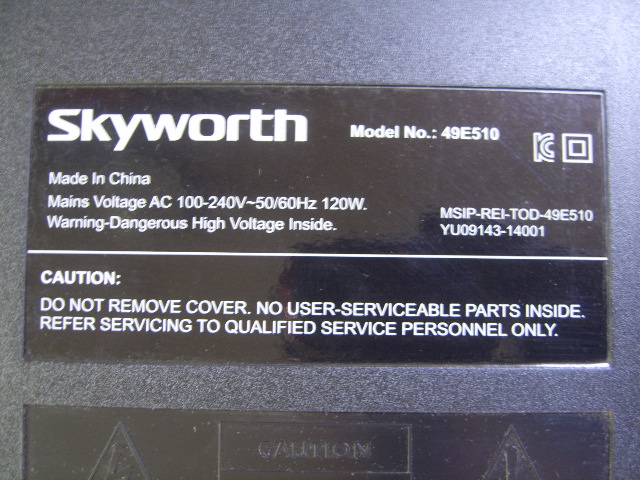 Skyworth
Model No.: 49E510
Made In China
Mains Voltage AC 100-240V~50/60Hz 120W.
Warning-Dangerous High Voltage Inside.
MSIP-REI-TOD-49E510
YU09143-14001
CAUTION:
DO NOT REMOVE COVER. NO USER-SERVICEABLE PARTS INSIDE.
REFER SERVICING TO QUALIFIED SERVICE PERSONNEL ONLY.
CAUTION